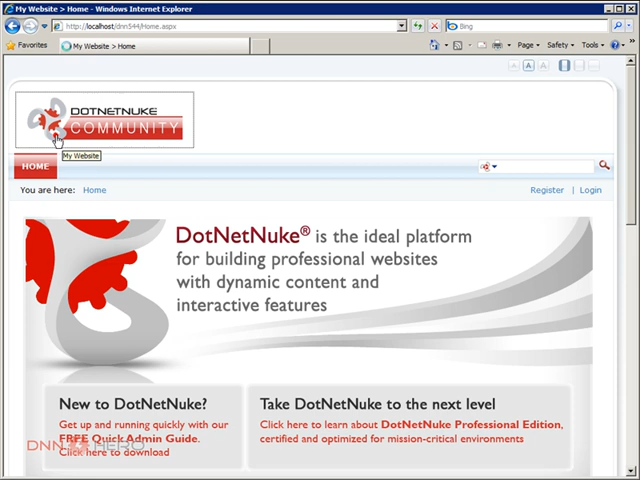 My Website > Home - Windows Internet Explorer
http://localhost/dnn544/Home.aspx
Bing
Favorites
My Website > Home
Page
Safety
Tools
A A A
DOTNETNUKE
COMMUNITY
My Website
HOME
You are here: Home
Register | Login
DotNetNuke® is the ideal platform
for building professional websites
with dynamic content and
interactive features
New to DotNetNuke?
Get up and running quickly with our
FREE Quick Admin Guide.
Click here to download
Take DotNetNuke to the next level
Click here to learn about DotNetNuke Professional Edition,
certified and optimized for mission-critical environments
DNN HERO